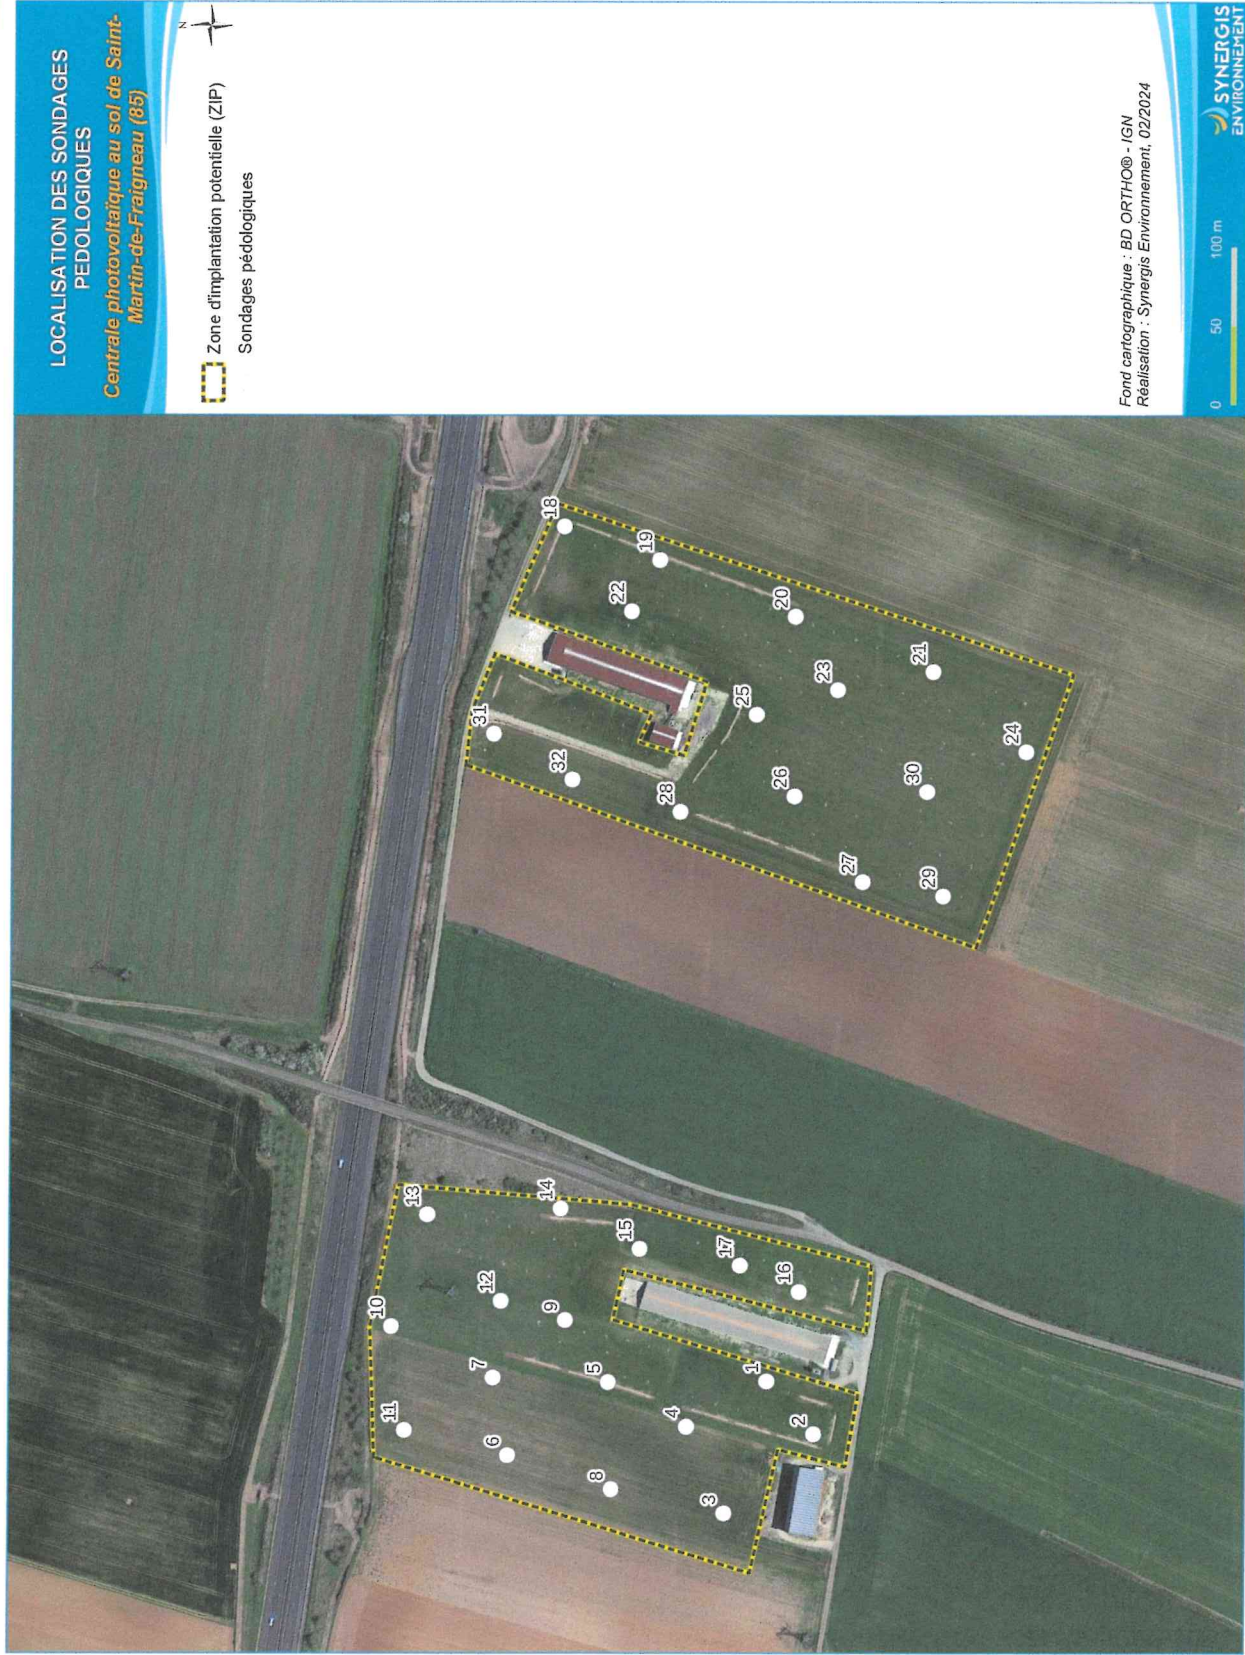 LOCALISATION DES SONDAGES
PEDOLOGIQUES
Centrale photovoltaïque au sol de Saint-
Martin-de-Fraigneau (85)
N
Zone d'implantation potentielle (ZIP)
Sondages pédologiques
Fond cartographique : BD ORTHO® - IGN
Réalisation : Synergis Environnement, 02/2024
0 50 100 m
SYNERGIS
ENVIRONNEMENT
11
10
13
6
7
12
14
8
5
9
15
3
4
17
2
1
16
31
18
32
22
19
28
25
20
26
23
27
21
29
30
24